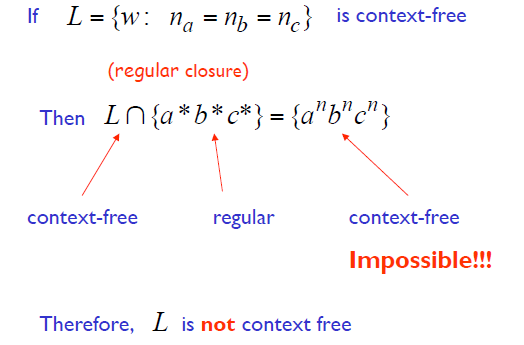 If L = {w: n_a = n_b = n_c} is context-free
(regular closure)
Then L ∩ {a*b*c*} = {aⁿbⁿcⁿ}
context-free regular context-free
Impossible!!!
Therefore, L is not context free